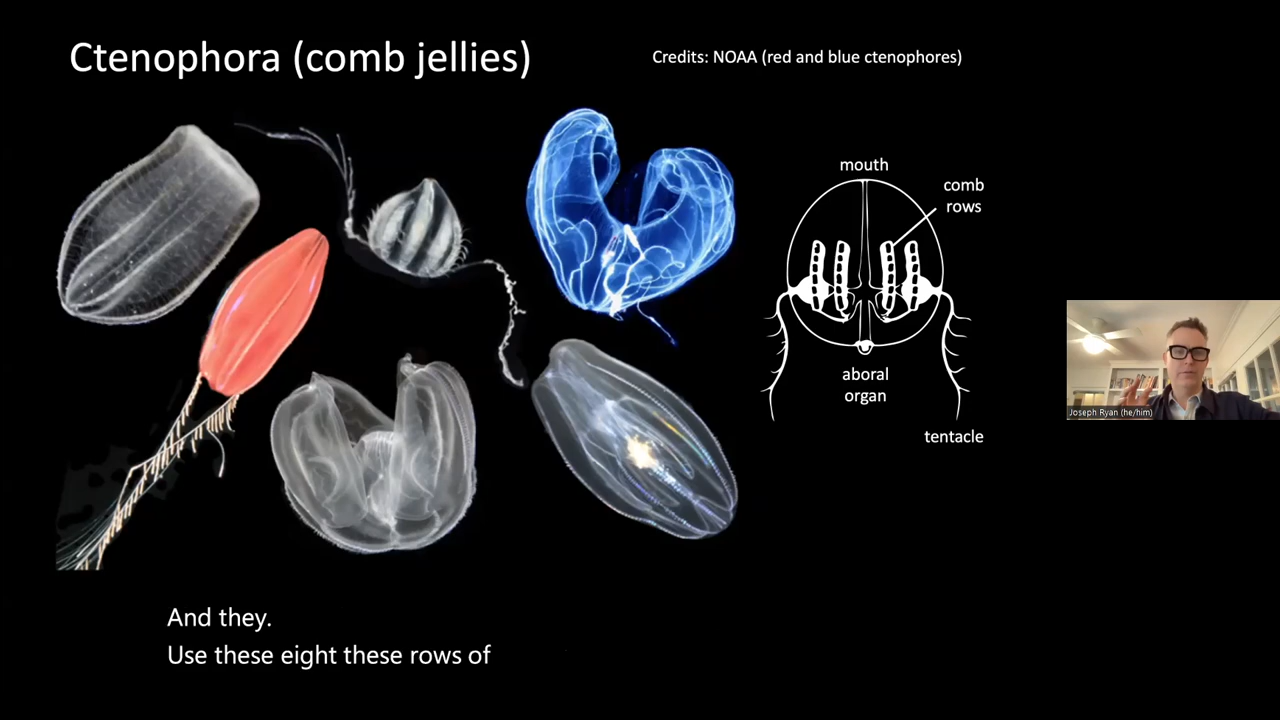 Ctenophora (comb jellies)
Credits: NOAA (red and blue ctenophores)
mouth
comb
rows
aboral
organ
tentacle
Joseph Ryan (he/him)
And they.
Use these eight these rows of